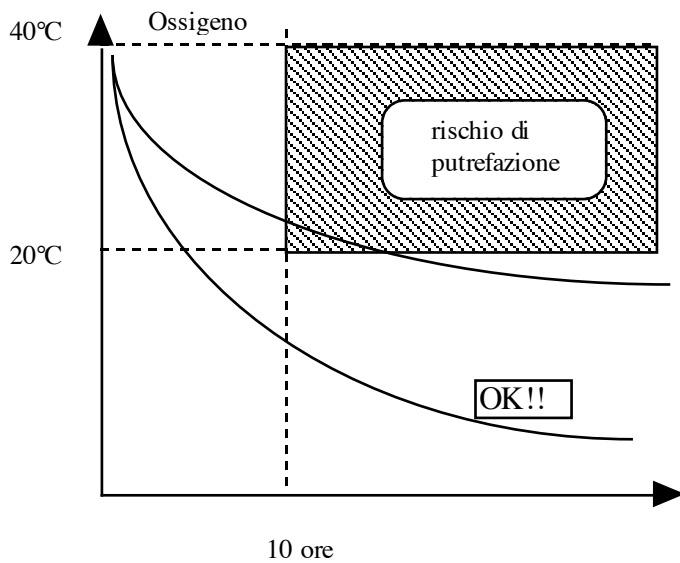 40℃
Ossigeno
rischio di
putrefazione
20℃
OK!!
10 ore